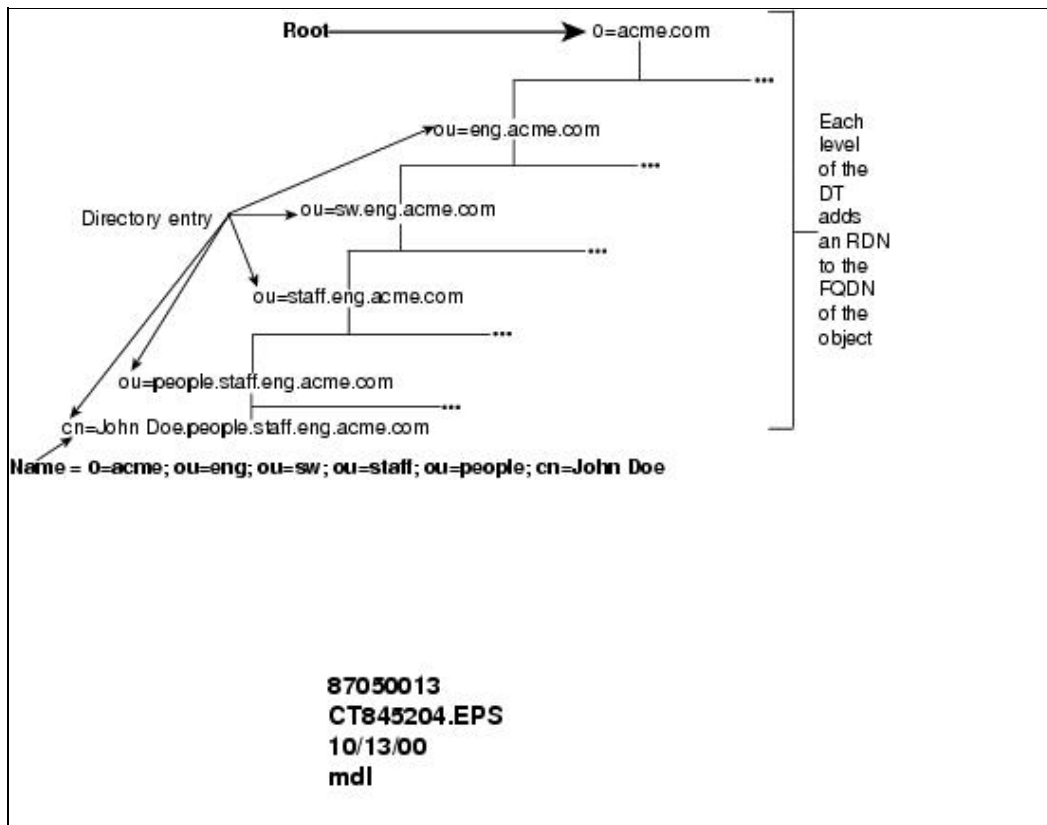 Root
0=acme.com
...
ou=eng.acme.com
...
Directory entry
ou=sw.eng.acme.com
...
ou=staff.eng.acme.com
...
ou=people.staff.eng.acme.com
...
cn=John Doe.people.staff.eng.acme.com
Name = 0=acme; ou=eng; ou=sw; ou=staff; ou=people; cn=John Doe
Each
level
of the
DT
adds
an RDN
to the
FQDN
of the
object
87050013
CT845204.EPS
10/13/00
mdl